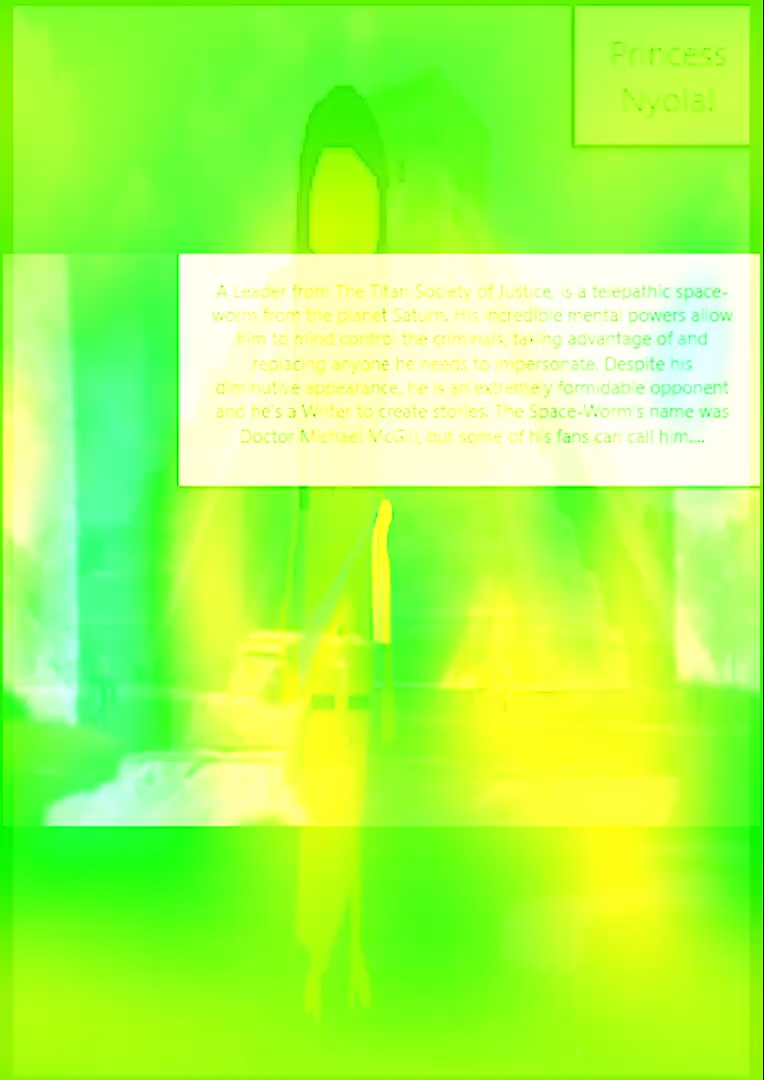 Princess
Nyola!
A Leader from The Titan Society of Justice, is a telepathic space-
worm from the planet Saturn. His incredible mental powers allow
him to mind control the criminals, taking advantage of and
replacing anyone he needs to impersonate. Despite his
diminutive appearance, he is an extremely formidable opponent
and he's a Writer to create stories. The Space-Worm's name was
Doctor Michael McGill, but some of his fans can call him....